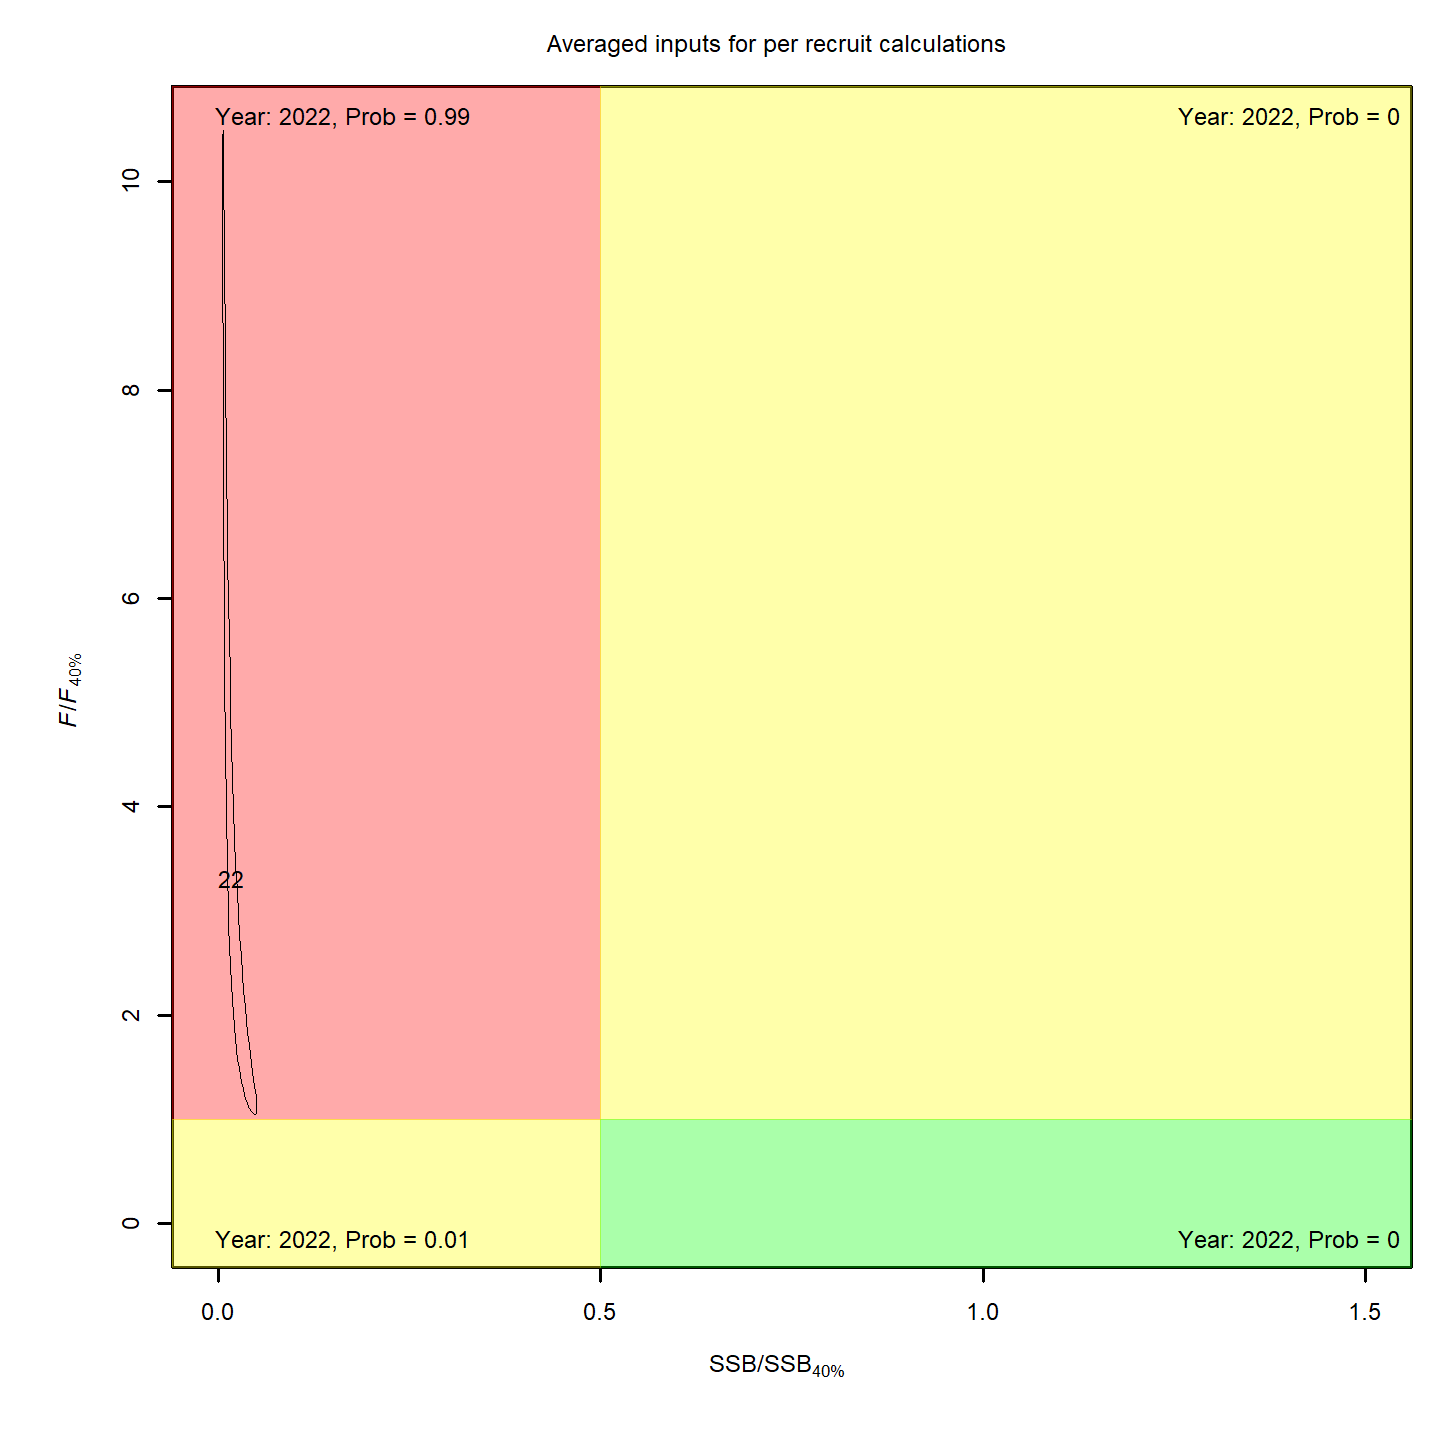 Averaged inputs for per recruit calculations
Year: 2022, Prob = 0.99
Year: 2022, Prob = 0
10
8
6
4
2
0
F/F40%
22
Year: 2022, Prob = 0.01
Year: 2022, Prob = 0
0.0
0.5
1.0
1.5
SSB/SSB40%